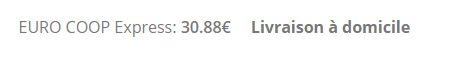 EURO COOP Express: 30.88€ Livraison à domicile